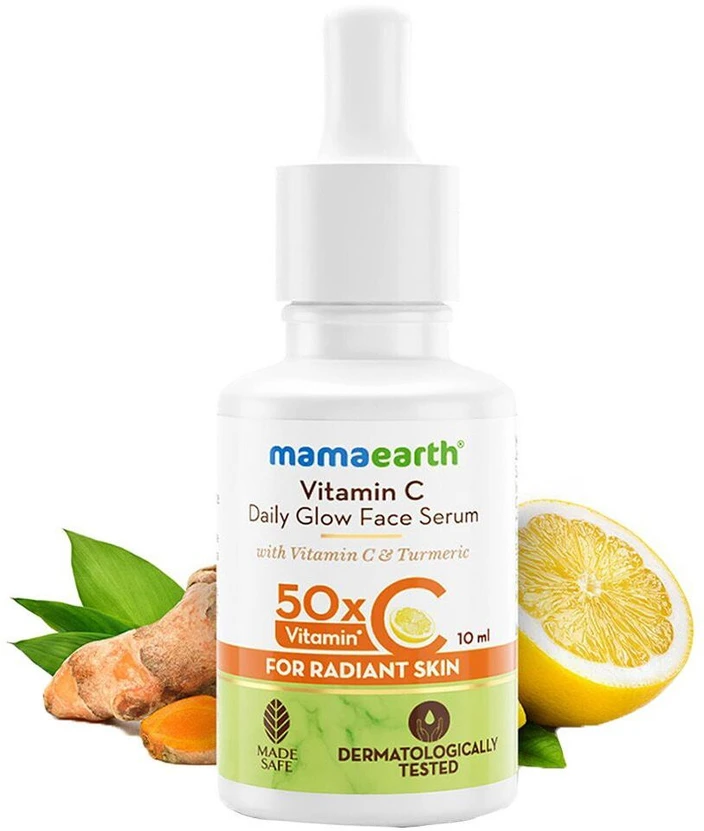 mamaearth®
Vitamin C
Daily Glow Face Serum
with Vitamin C & Turmeric
50x C
Vitamin*
10 ml
FOR RADIANT SKIN
MADE
SAFE
DERMATOLOGICALLY
TESTED